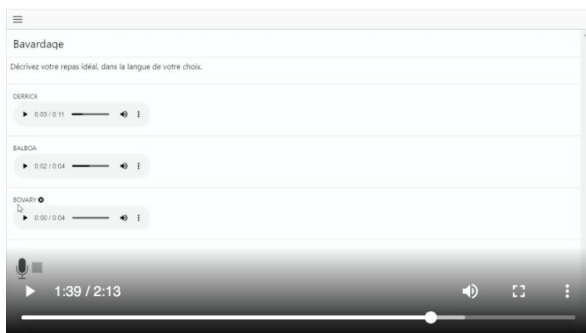 Bavardage
Décrivez votre repas idéal, dans la langue de votre choix.
DERRICK
0:03 / 0:11
BALBOA
0:02 / 0:04
BOVARY
0:00 / 0:04
1:39 / 2:13